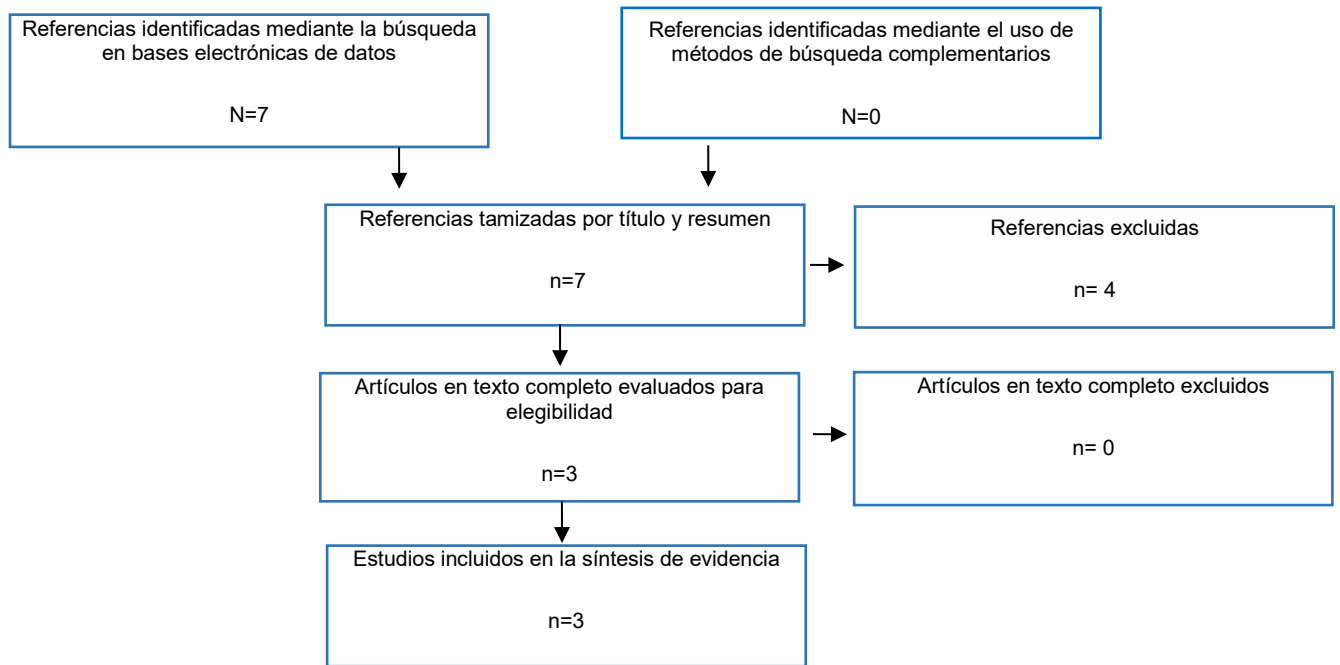 Referencias identificadas mediante la búsqueda
en bases electrónicas de datos
N=7
Referencias identificadas mediante el uso de
métodos de búsqueda complementarios
N=0
Referencias tamizadas por título y resumen
n=7
Referencias excluidas
n= 4
Artículos en texto completo evaluados para
elegibilidad
n=3
Artículos en texto completo excluidos
n= 0
Estudios incluidos en la síntesis de evidencia
n=3